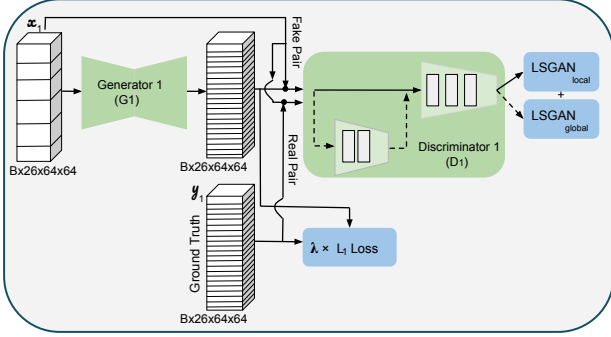 𝔁1
Bx26x64x64
Generator 1
(G1)
Bx26x64x64
Fake Pair
Real Pair
Discriminator 1
(D1)
LSGAN
local
+
LSGAN
global
𝔂1
Ground Truth
Bx26x64x64
λ × L1 Loss